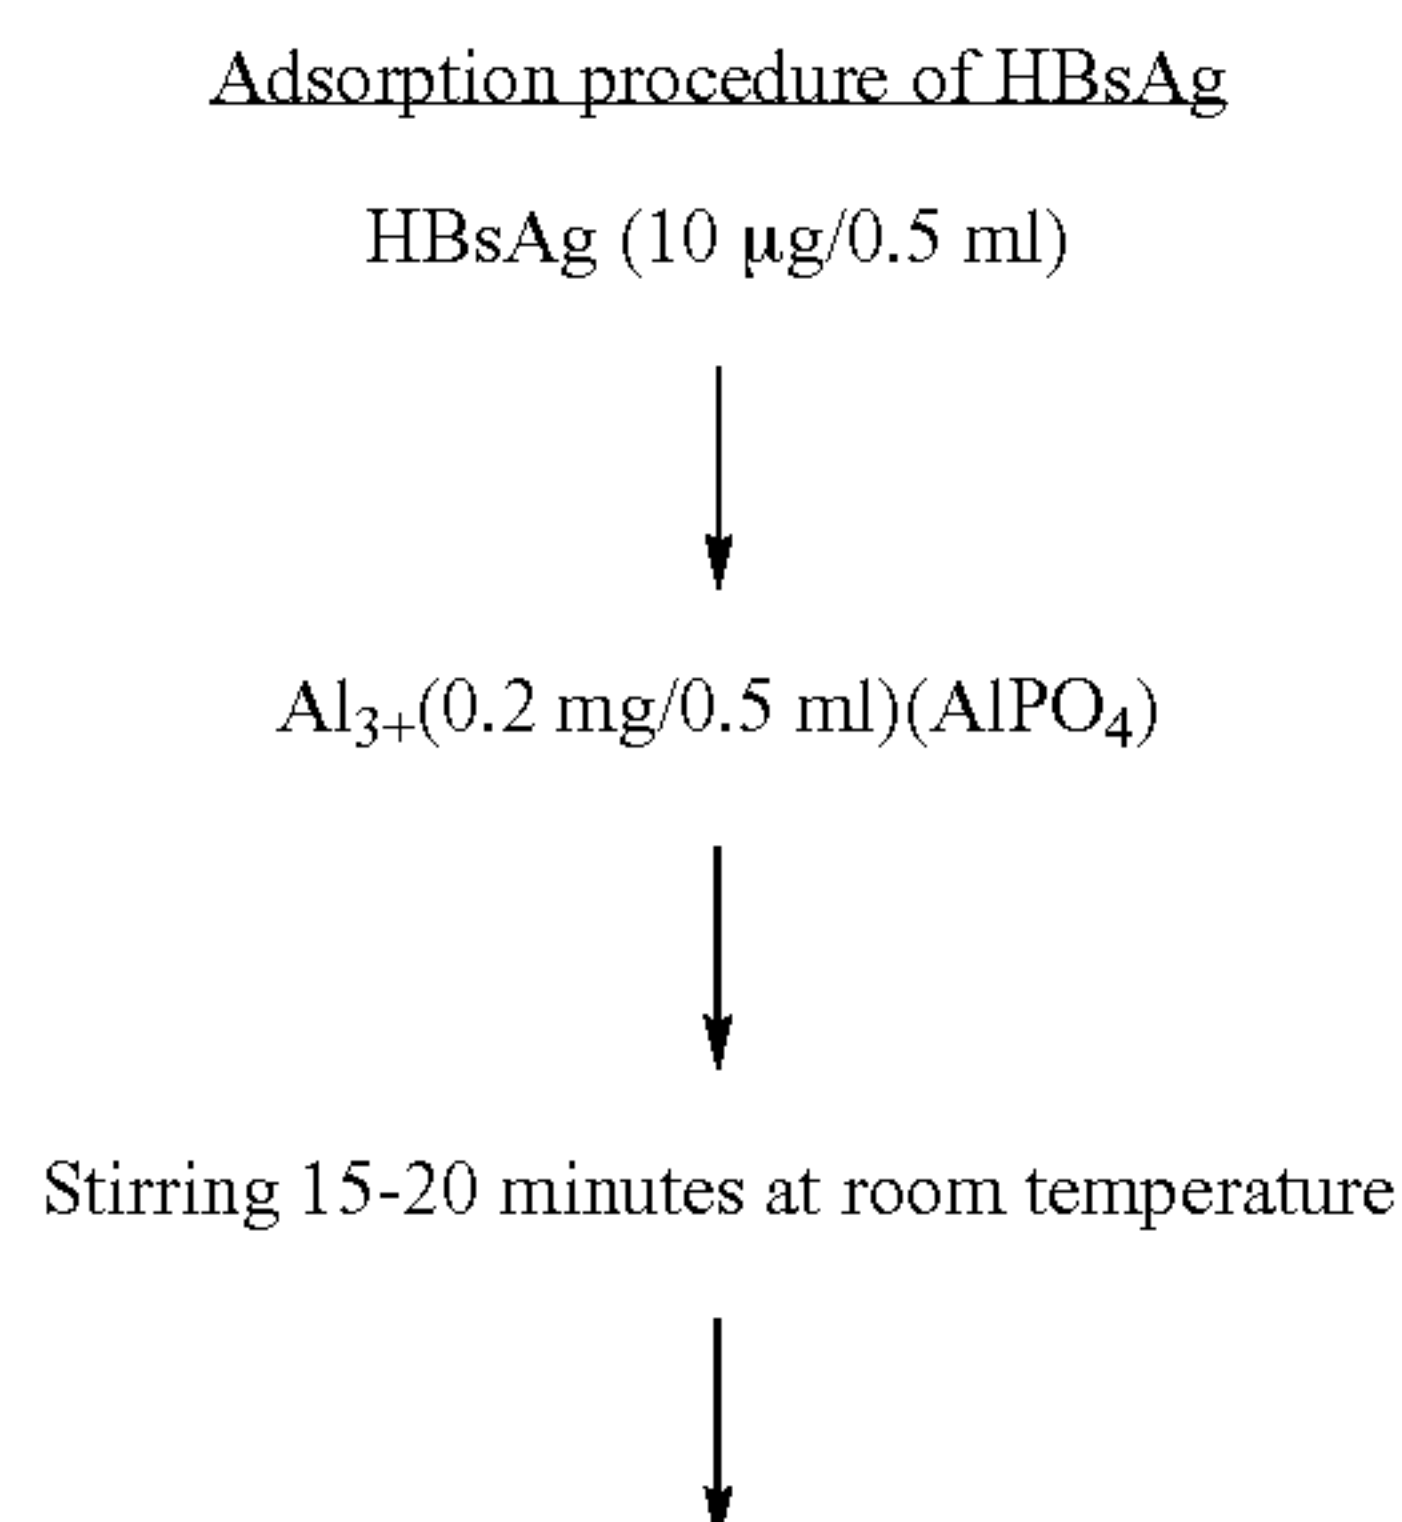 Adsorption procedure of HBsAg
HBsAg (10 µg/0.5 ml)
Al₃₊(0.2 mg/0.5 ml)(AlPO₄)
Stirring 15-20 minutes at room temperature